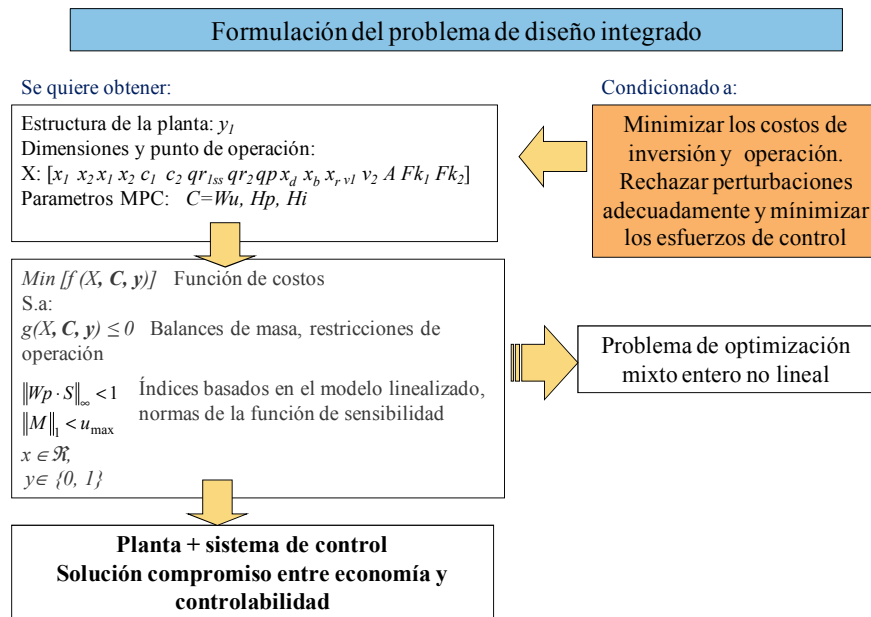 Formulación del problema de diseño integrado
Se quiere obtener:
Estructura de la planta: y1
Dimensiones y punto de operación:
X: [x1 x2 x1 x2 c1 c2 qr1ss qr2 qp xd xb xr v1 v2 A Fk1 Fk2]
Parametros MPC: C=Wu, Hp, Hi
Condicionado a:
Minimizar los costos de
inversión y operación.
Rechazar perturbaciones
adecuadamente y mínimizar
los esfuerzos de control
Min [f (X, C, y)] Función de costos
S.a:
g(X, C, y) ≤ 0 Balances de masa, restricciones de
operación
‖Wp · S‖∞ < 1 Índices basados en el modelo linealizado,
normas de la función de sensibilidad
‖M‖1 < umax
x ∈ ℜ,
y∈ {0, 1}
Problema de optimización
mixto entero no lineal
Planta + sistema de control
Solución compromiso entre economía y
controlabilidad